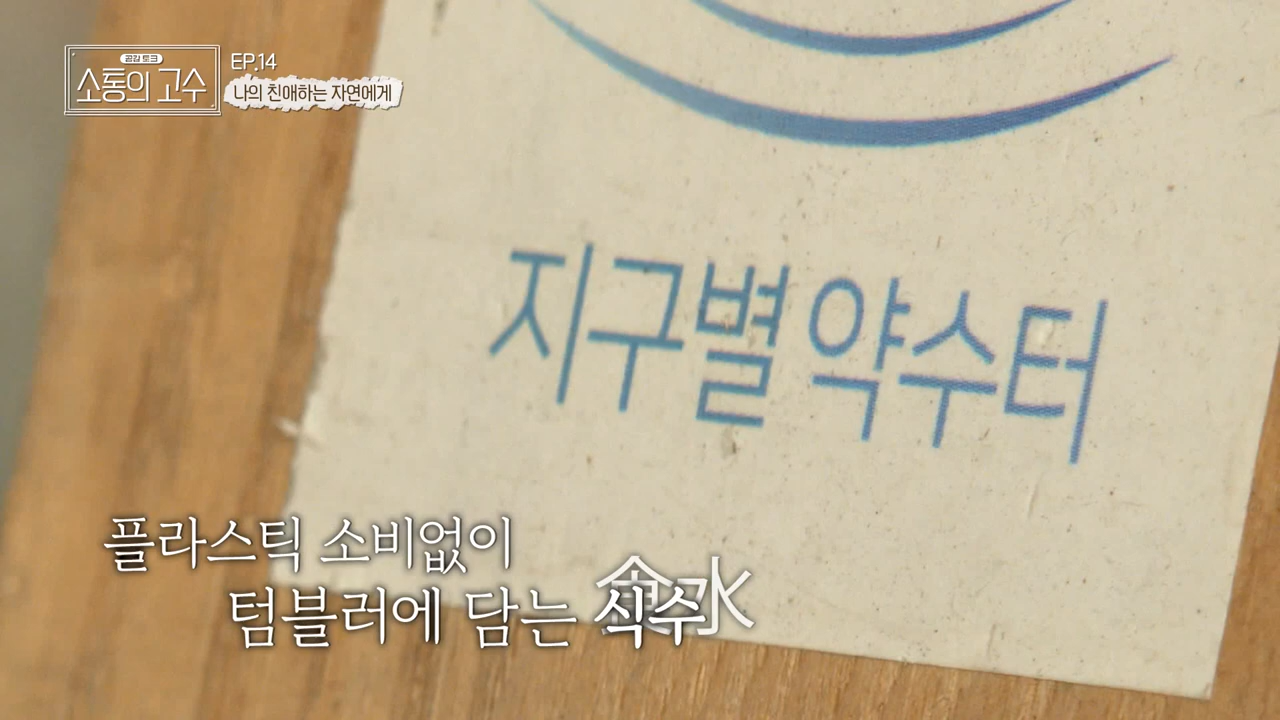 공감 토크
소통의 고수
EP.14
나의 친애하는 자연에게
지구별 약수터
플라스틱 소비없이
텀블러에 담는 식수
食水